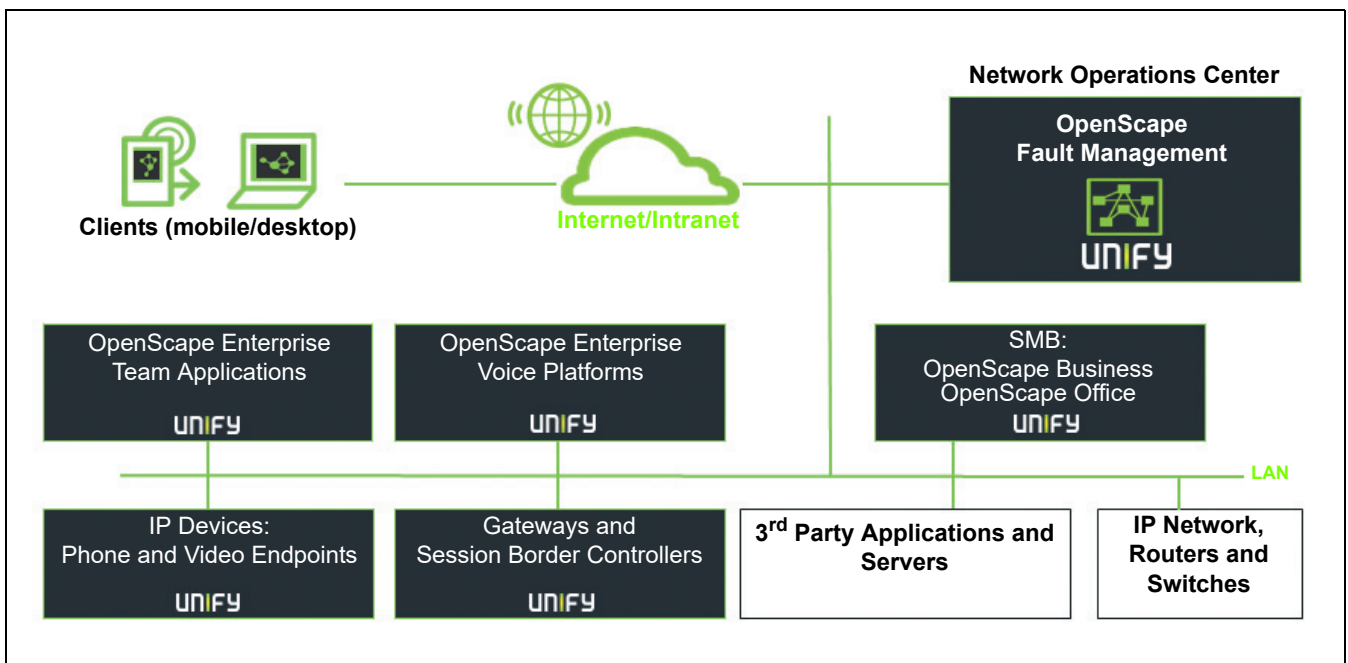 Network Operations Center
OpenScape
Fault Management
UNIFY
Clients (mobile/desktop)
Internet/Intranet
OpenScape Enterprise
Team Applications
UNIFY
OpenScape Enterprise
Voice Platforms
UNIFY
SMB:
OpenScape Business
OpenScape Office
UNIFY
LAN
IP Devices:
Phone and Video Endpoints
UNIFY
Gateways and
Session Border Controllers
UNIFY
3rd Party Applications and
Servers
IP Network,
Routers and
Switches